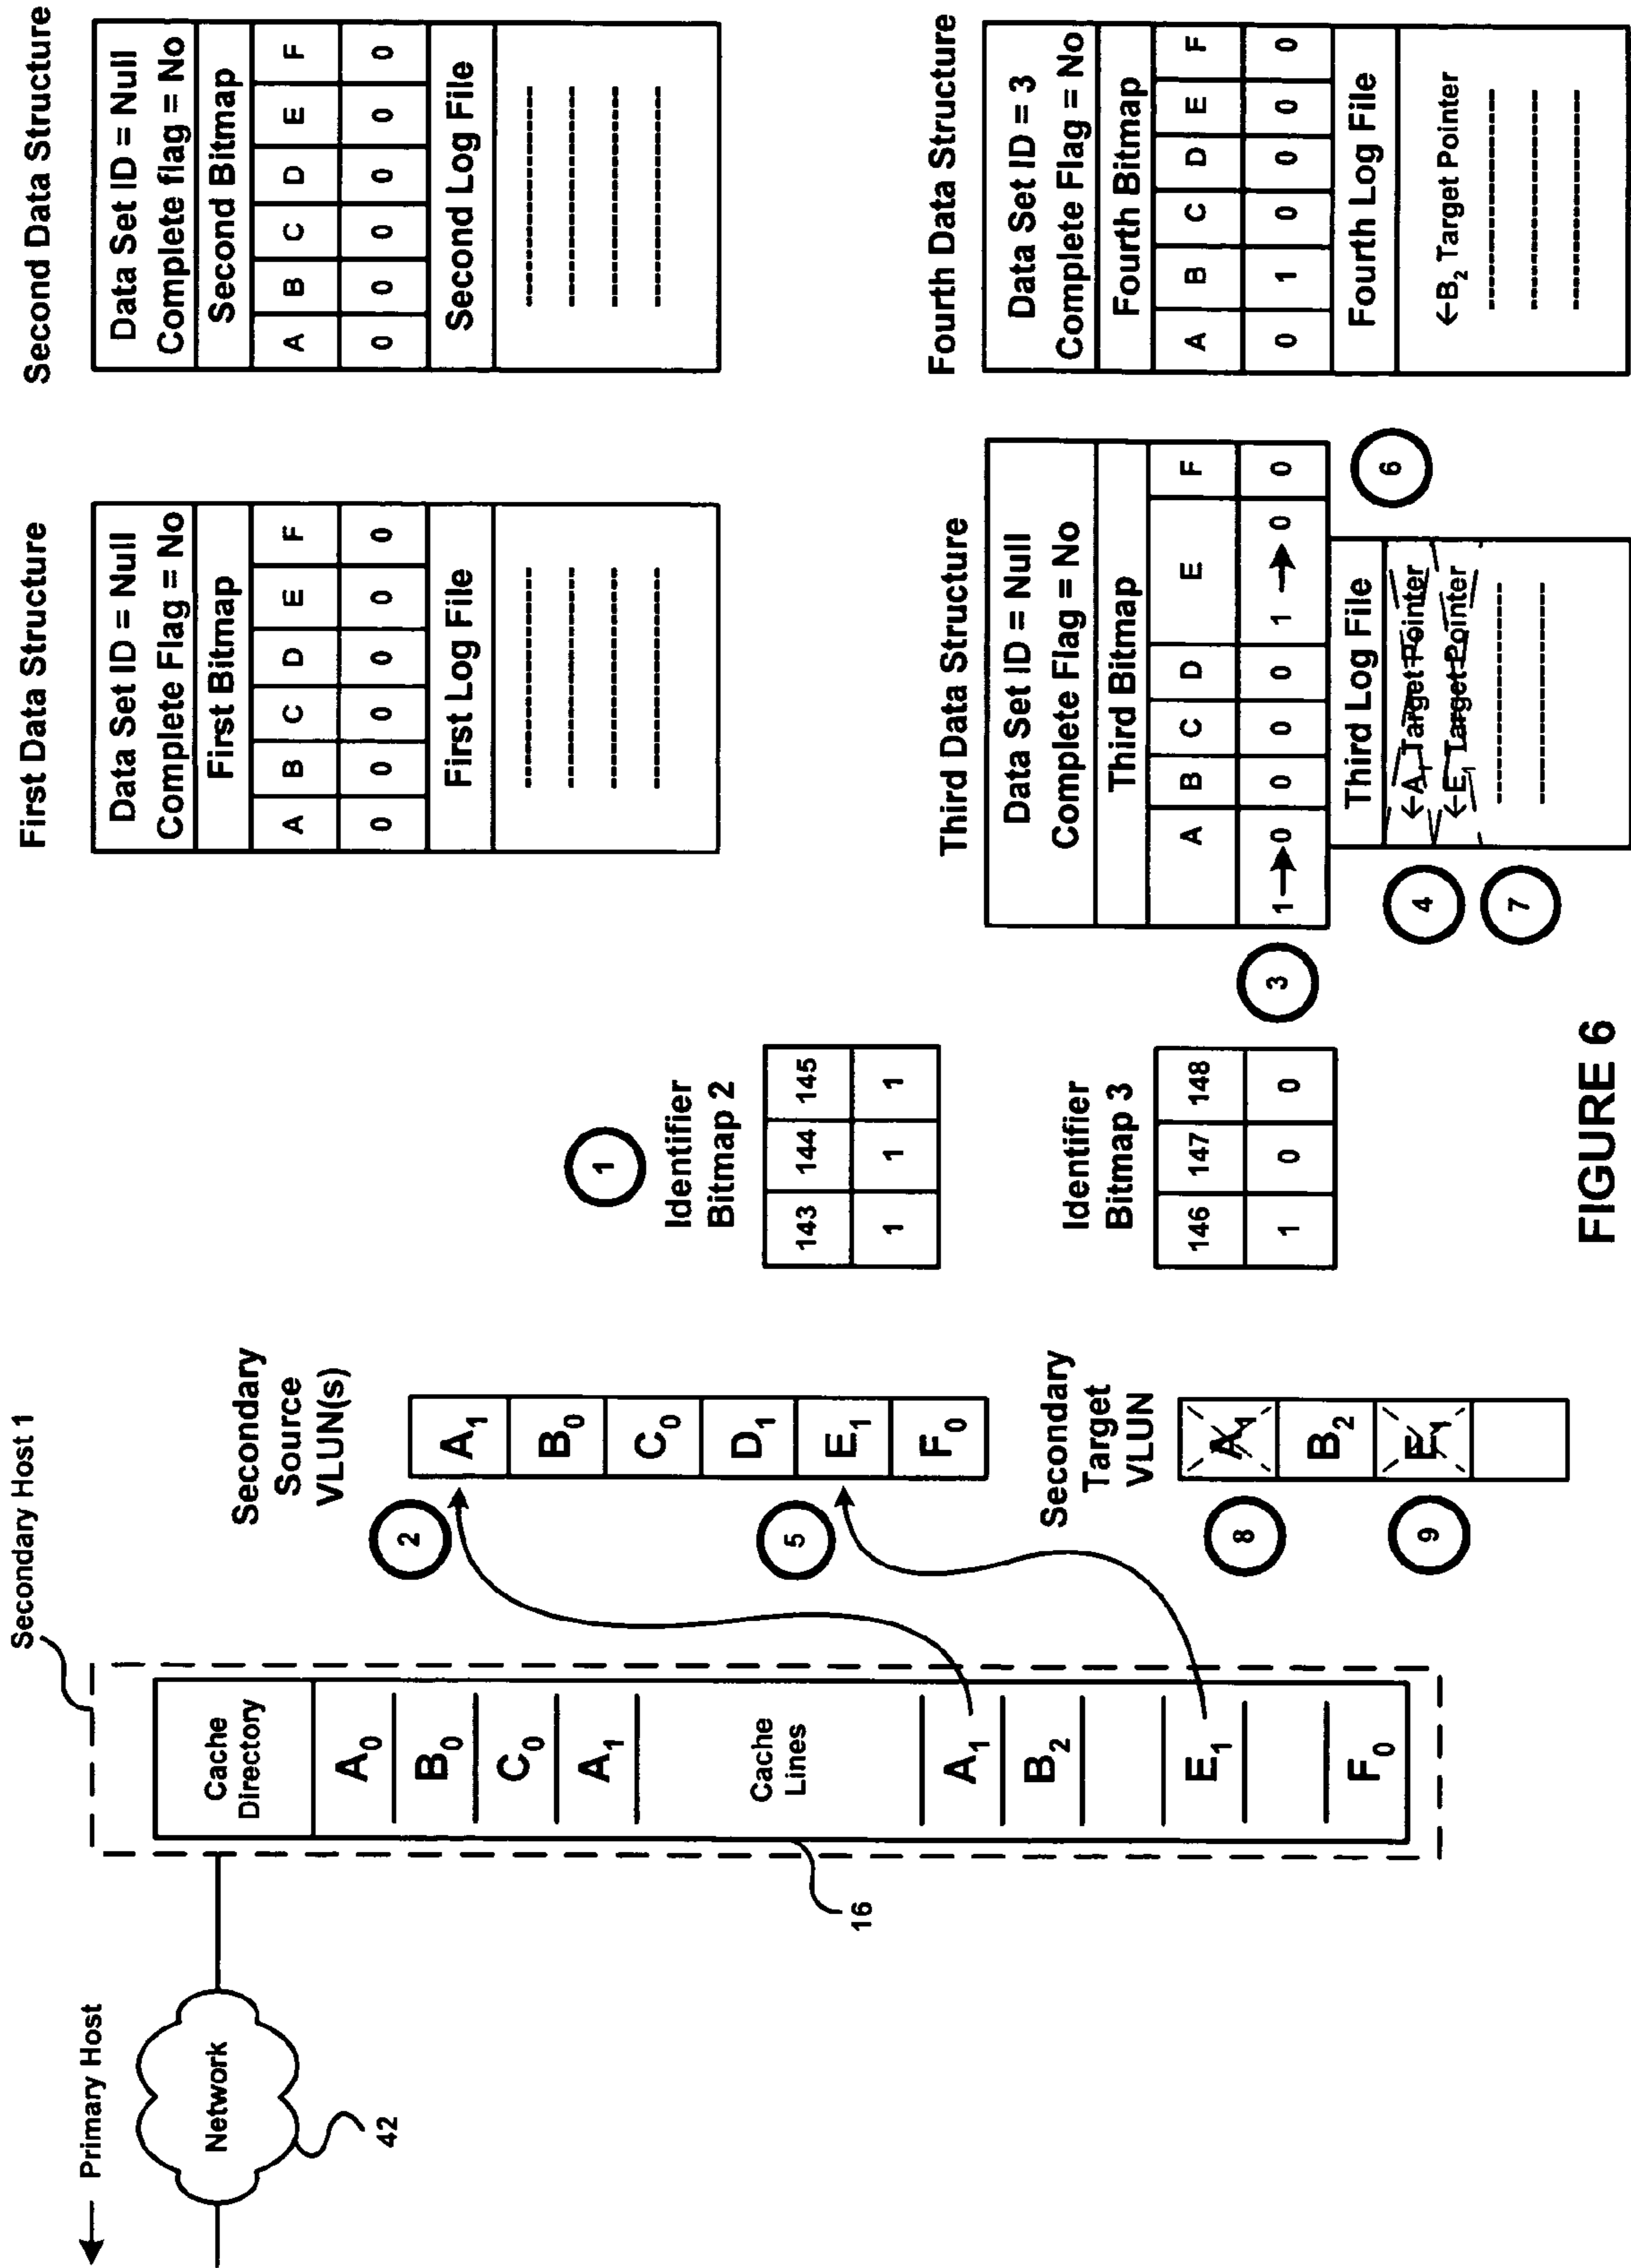 Secondary Host 1
← Primary Host
Network
42
Cache
Directory
A0
B0
C0
A1
Cache
Lines
A1
B2
E1
F0
16
Secondary
Source
VLUN(s)
2
A1
B0
C0
D1
E1
F0
5
Secondary
Target
VLUN
8
A1
B2
E1
9
1
Identifier
Bitmap 2
143 144 145
1 1 1
Identifier
Bitmap 3
146 147 148
1 0 0
First Data Structure
Data Set ID = Null
Complete Flag = No
First Bitmap
A B C D E F
0 0 0 0 0 0
First Log File
Second Data Structure
Data Set ID = Null
Complete flag = No
Second Bitmap
A B C D E F
0 0 0 0 0 0
Second Log File
Third Data Structure
Data Set ID = Null
Complete Flag = No
Third Bitmap
A B C D E F
1→0 0 0 0 1→0 0
3
Third Log File
6
←A1 Target Pointer
4
←E1 Target Pointer
7
Fourth Data Structure
Data Set ID = 3
Complete Flag = No
Fourth Bitmap
A B C D E F
0 1 0 0 0 0
Fourth Log File
←B2 Target Pointer
FIGURE 6